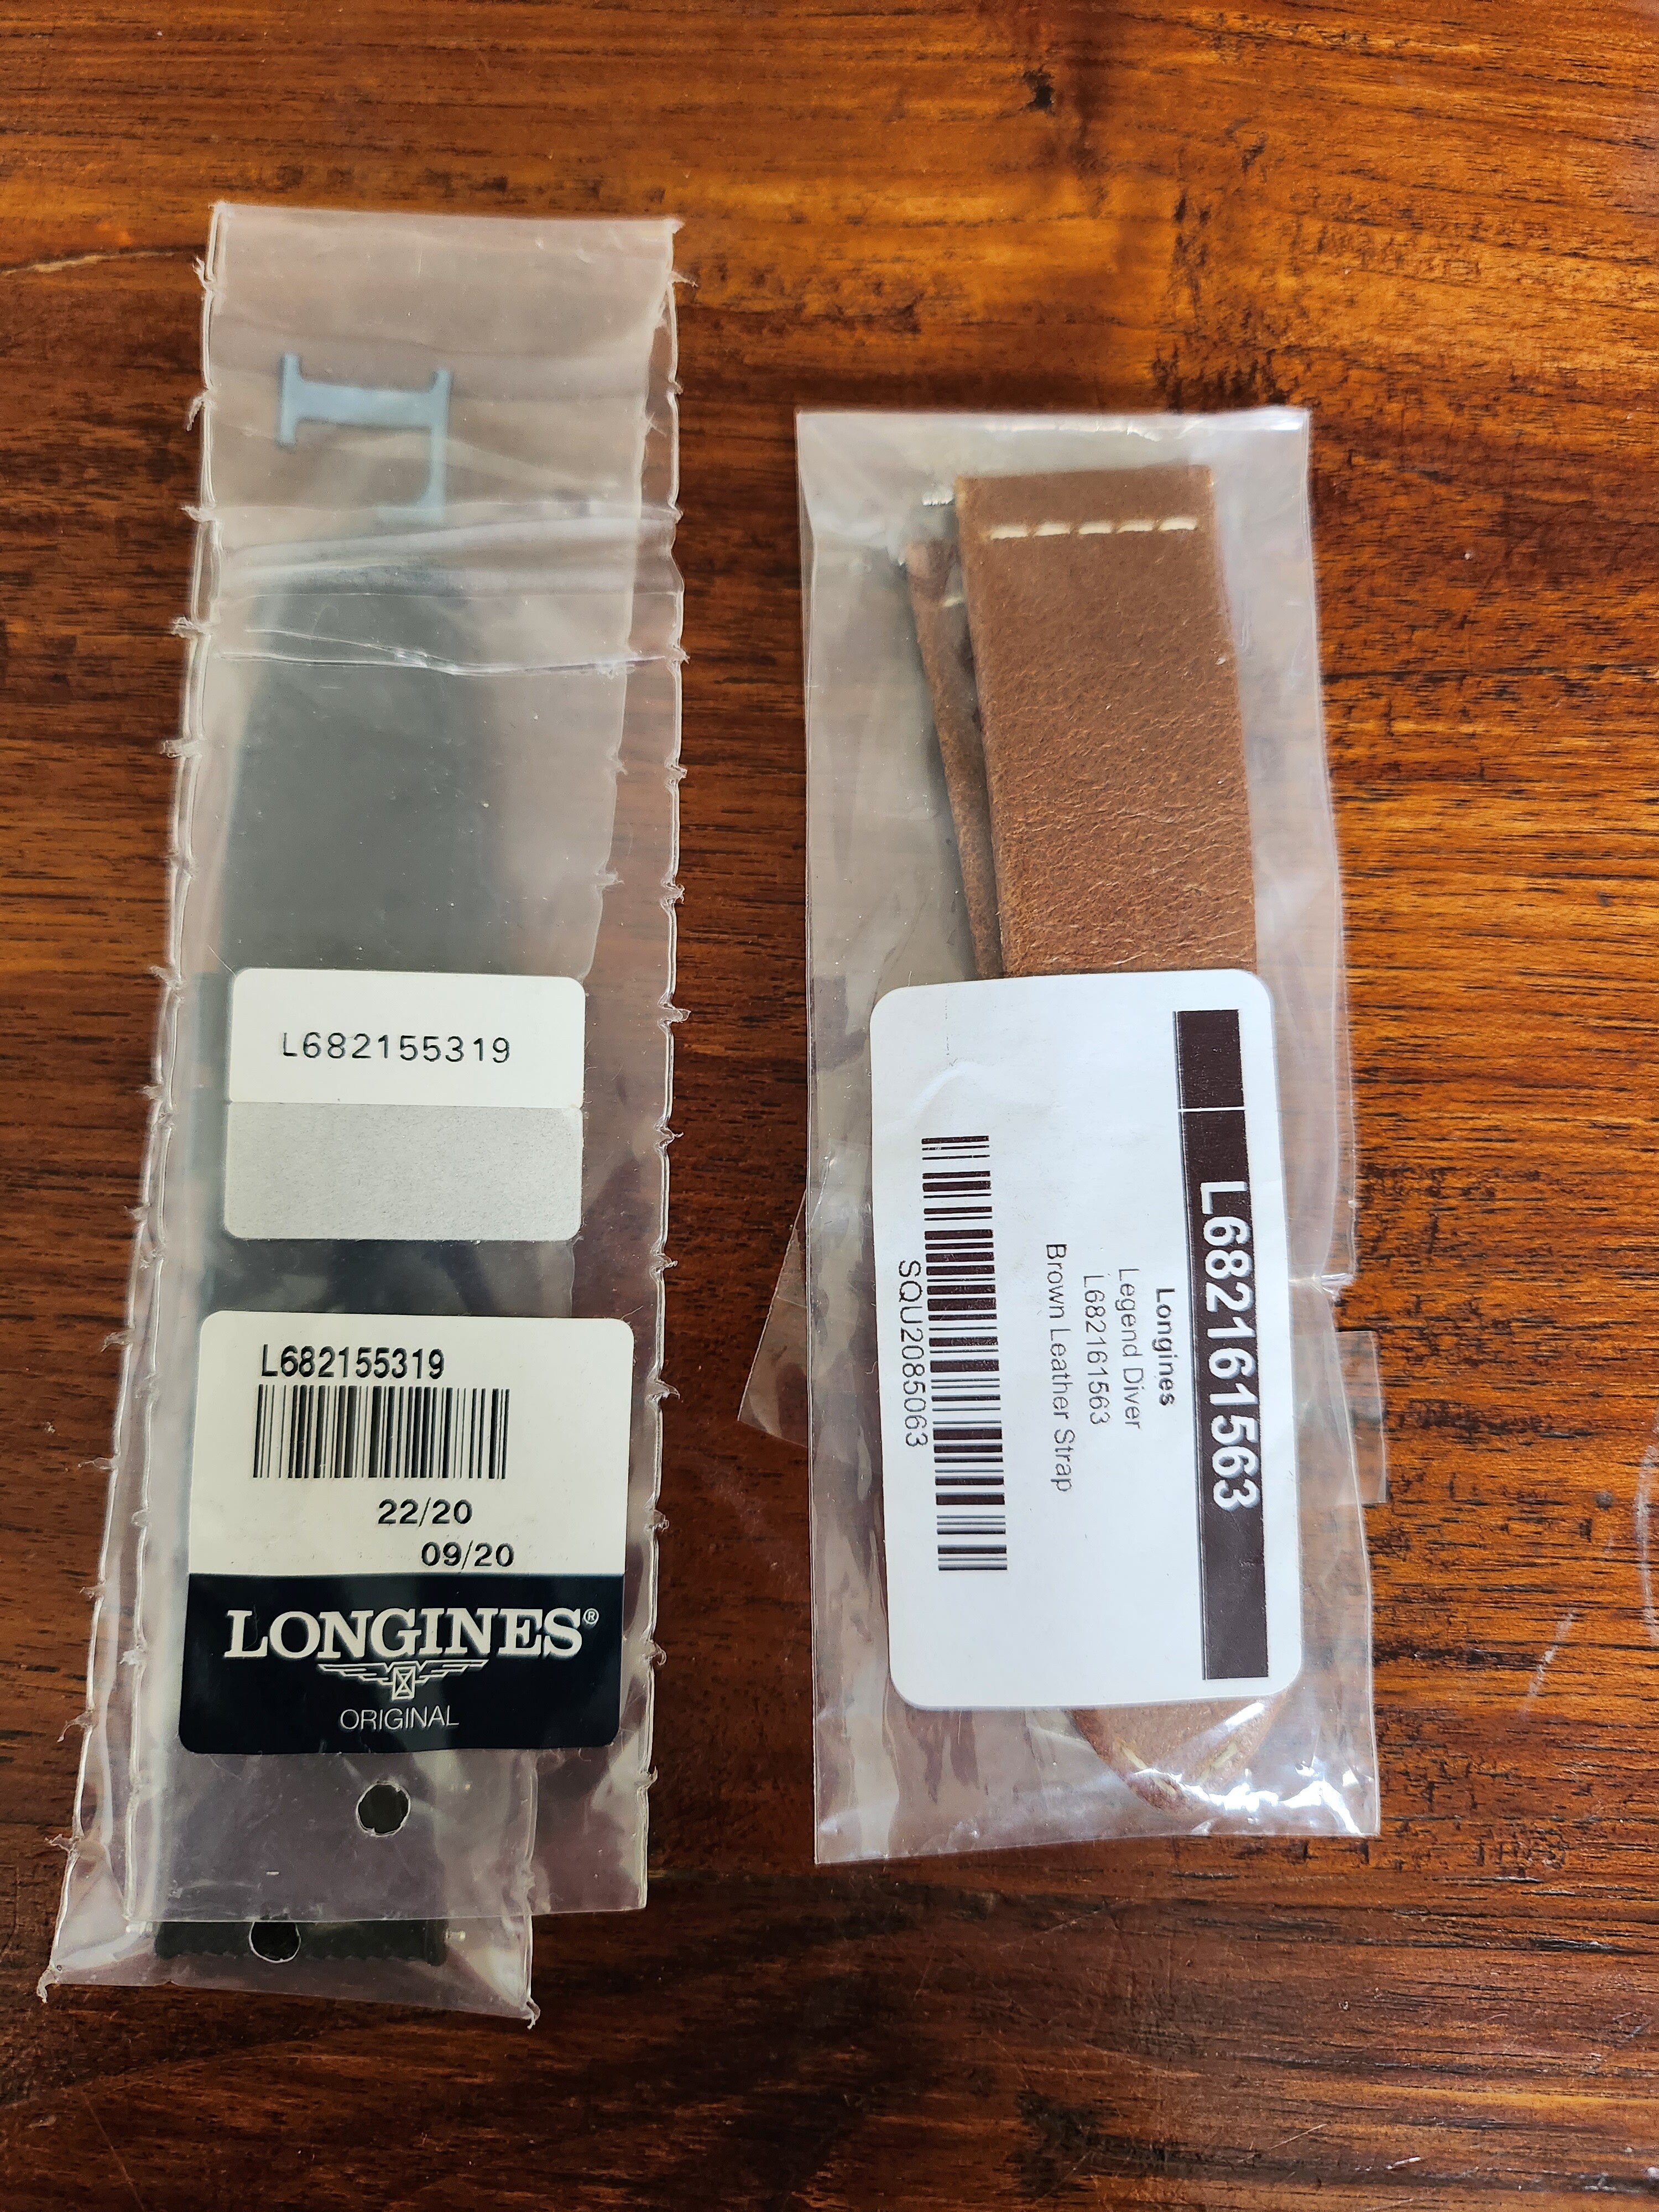 L
L682155319
L682155319
22/20
09/20
LONGINES®
ORIGINAL
L682161563
Longines
Legend Diver
L682161563
Brown Leather Strap
SQU2085063